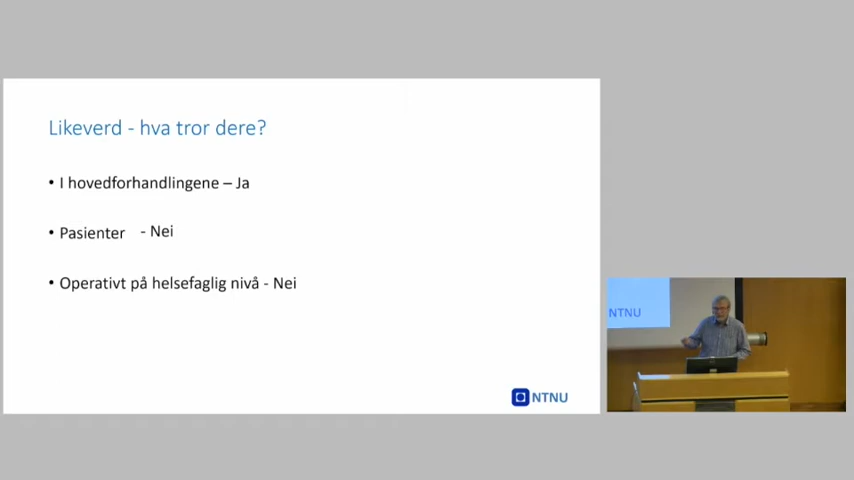 Likeverd - hva tror dere?
• I hovedforhandlingene – Ja
• Pasienter - Nei
• Operativt på helsefaglig nivå - Nei
NTNU
NTNU